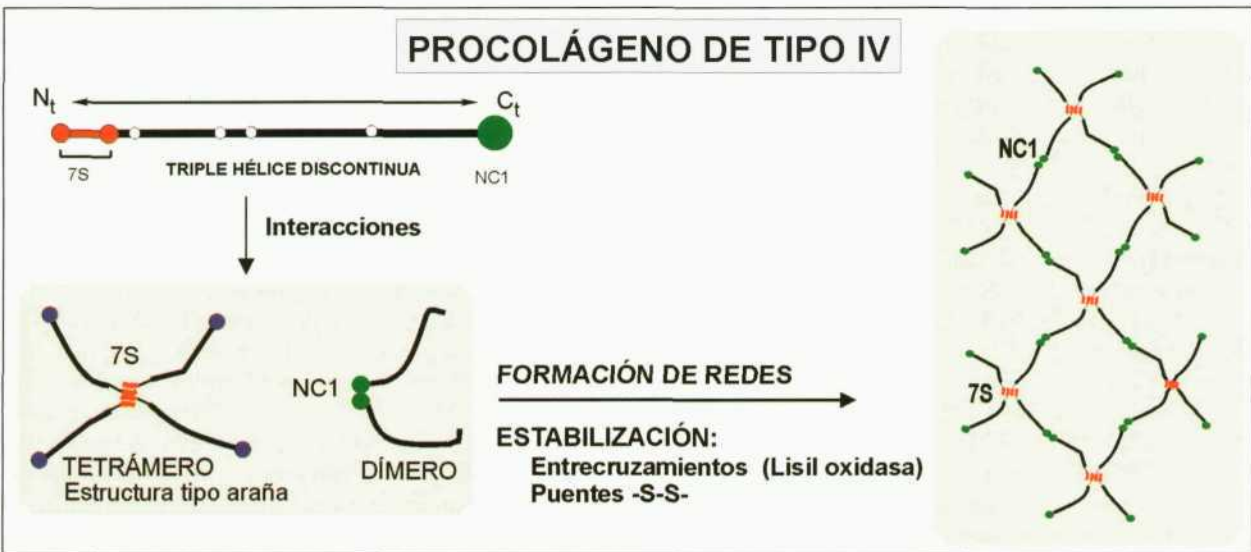 PROCOLÁGENO DE TIPO IV
Nt
Ct
7S
TRIPLE HÉLICE DISCONTINUA
NC1
Interacciones
7S
TETRÁMERO
Estructura tipo araña
NC1
DÍMERO
FORMACIÓN DE REDES
ESTABILIZACIÓN:
Entrecruzamientos (Lisil oxidasa)
Puentes -S-S-
NC1
7S